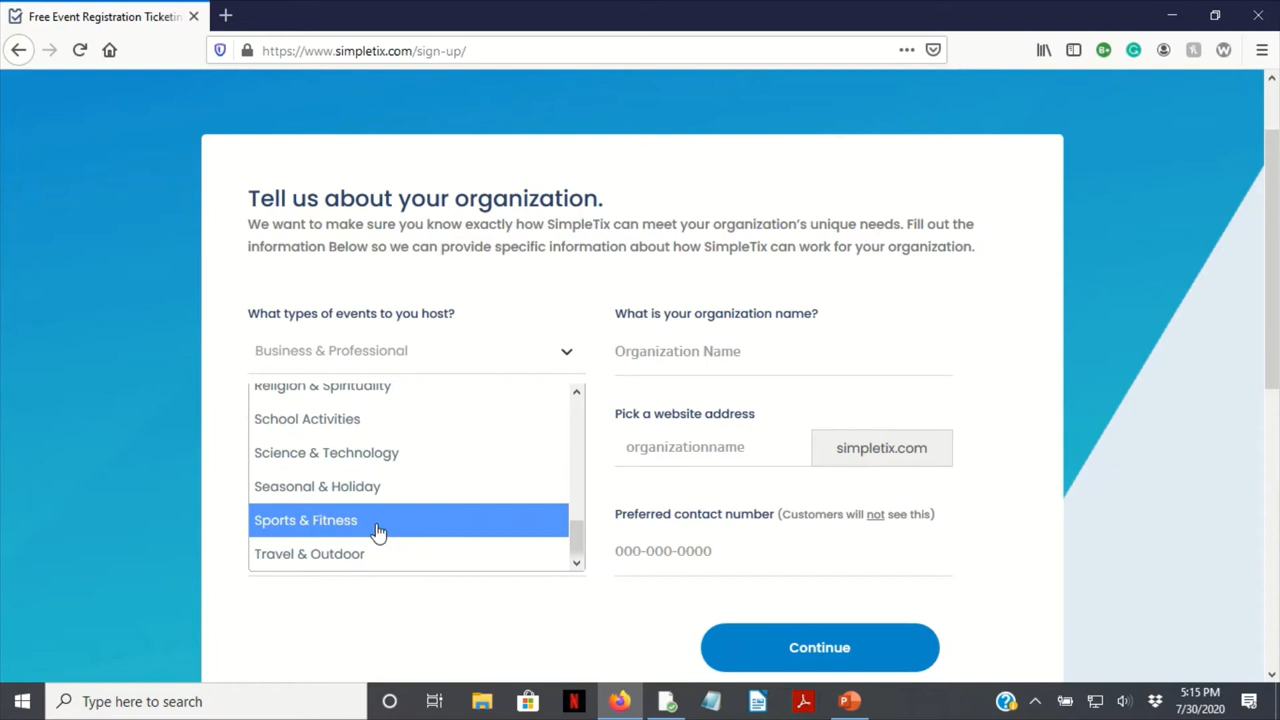 Free Event Registration Ticketin
https://www.simpletix.com/sign-up/
Tell us about your organization.
We want to make sure you know exactly how SimpleTix can meet your organization's unique needs. Fill out the
information Below so we can provide specific information about how SimpleTix can work for your organization.
What types of events to you host?
What is your organization name?
Business & Professional
Organization Name
Religion & Spirituality
School Activities
Pick a website address
organizationname
simpletix.com
Science & Technology
Seasonal & Holiday
Sports & Fitness
Preferred contact number (Customers will not see this)
Travel & Outdoor
000-000-0000
Continue
Type here to search
5:15 PM
7/30/2020